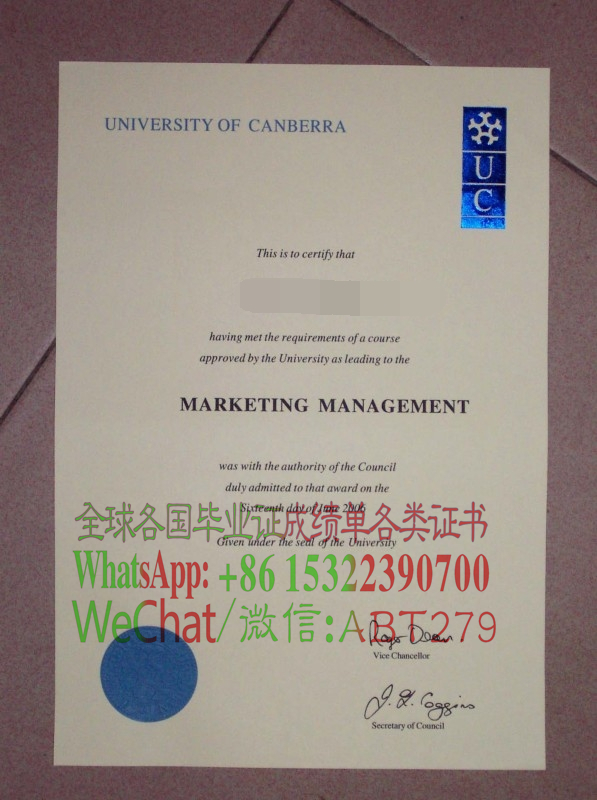 UNIVERSITY OF CANBERRA
U
C
This is to certify that
having met the requirements of a course
approved by the University as leading to the
MARKETING MANAGEMENT
was with the authority of the Council
duly admitted to that award on the
Sixteenth day of June 2006
全球各国毕业证成绩单各类证书
Given under the seal of the University
WhatsApp: +86 15322390700
WeChat/微信:ABT279
Vice Chancellor
J. R. Coggins
Secretary of Council